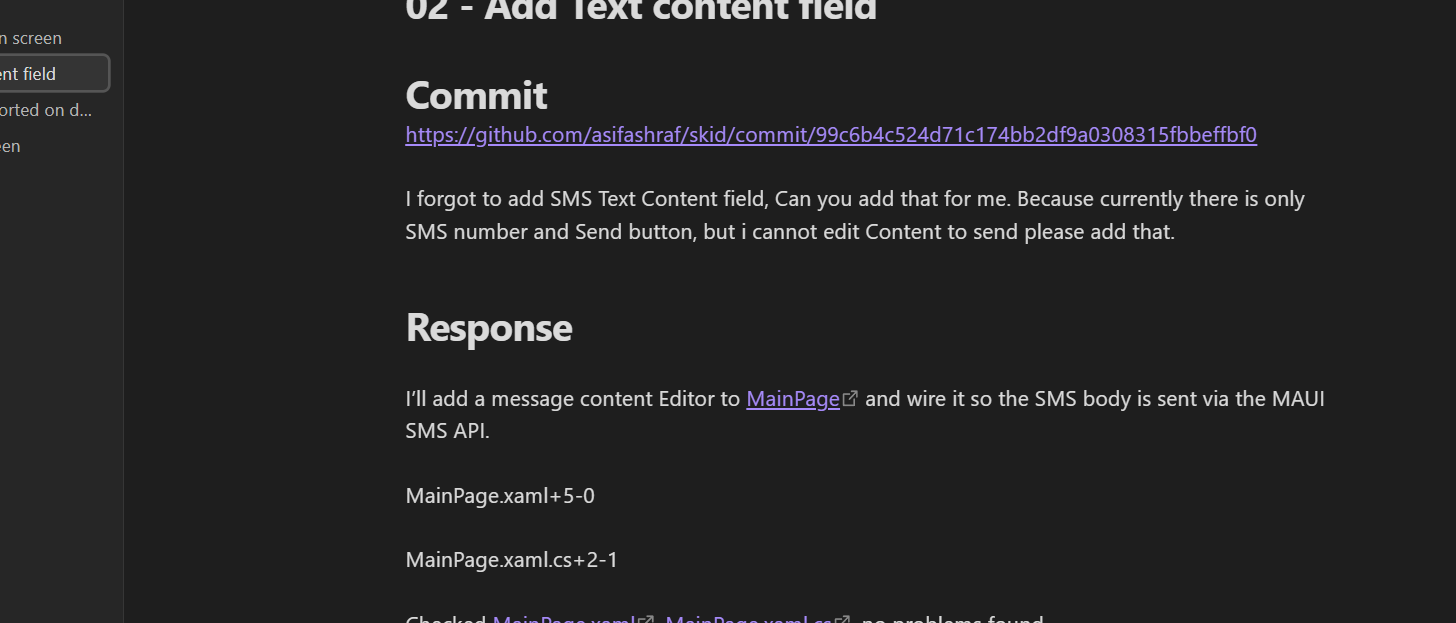 n screen
ent field
orted on d...
een
02 - Add Text content field
Commit
https://github.com/asifashraf/skid/commit/99c6b4c524d71c174bb2df9a0308315fbbeffbf0
I forgot to add SMS Text Content field, Can you add that for me. Because currently there is only
SMS number and Send button, but i cannot edit Content to send please add that.
Response
I’ll add a message content Editor to MainPage and wire it so the SMS body is sent via the MAUI
SMS API.
MainPage.xaml+5-0
MainPage.xaml.cs+2-1
Checked MainPage.xaml, MainPage.xaml.cs, no problems found.